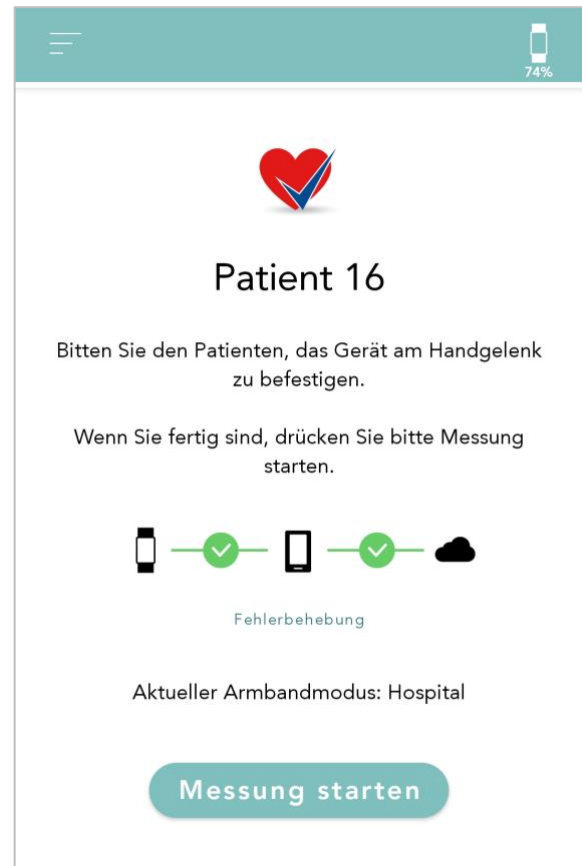 74%
Patient 16
Bitten Sie den Patienten, das Gerät am Handgelenk
zu befestigen.
Wenn Sie fertig sind, drücken Sie bitte Messung
starten.
Fehlerbehebung
Aktueller Armbandmodus: Hospital
Messung starten